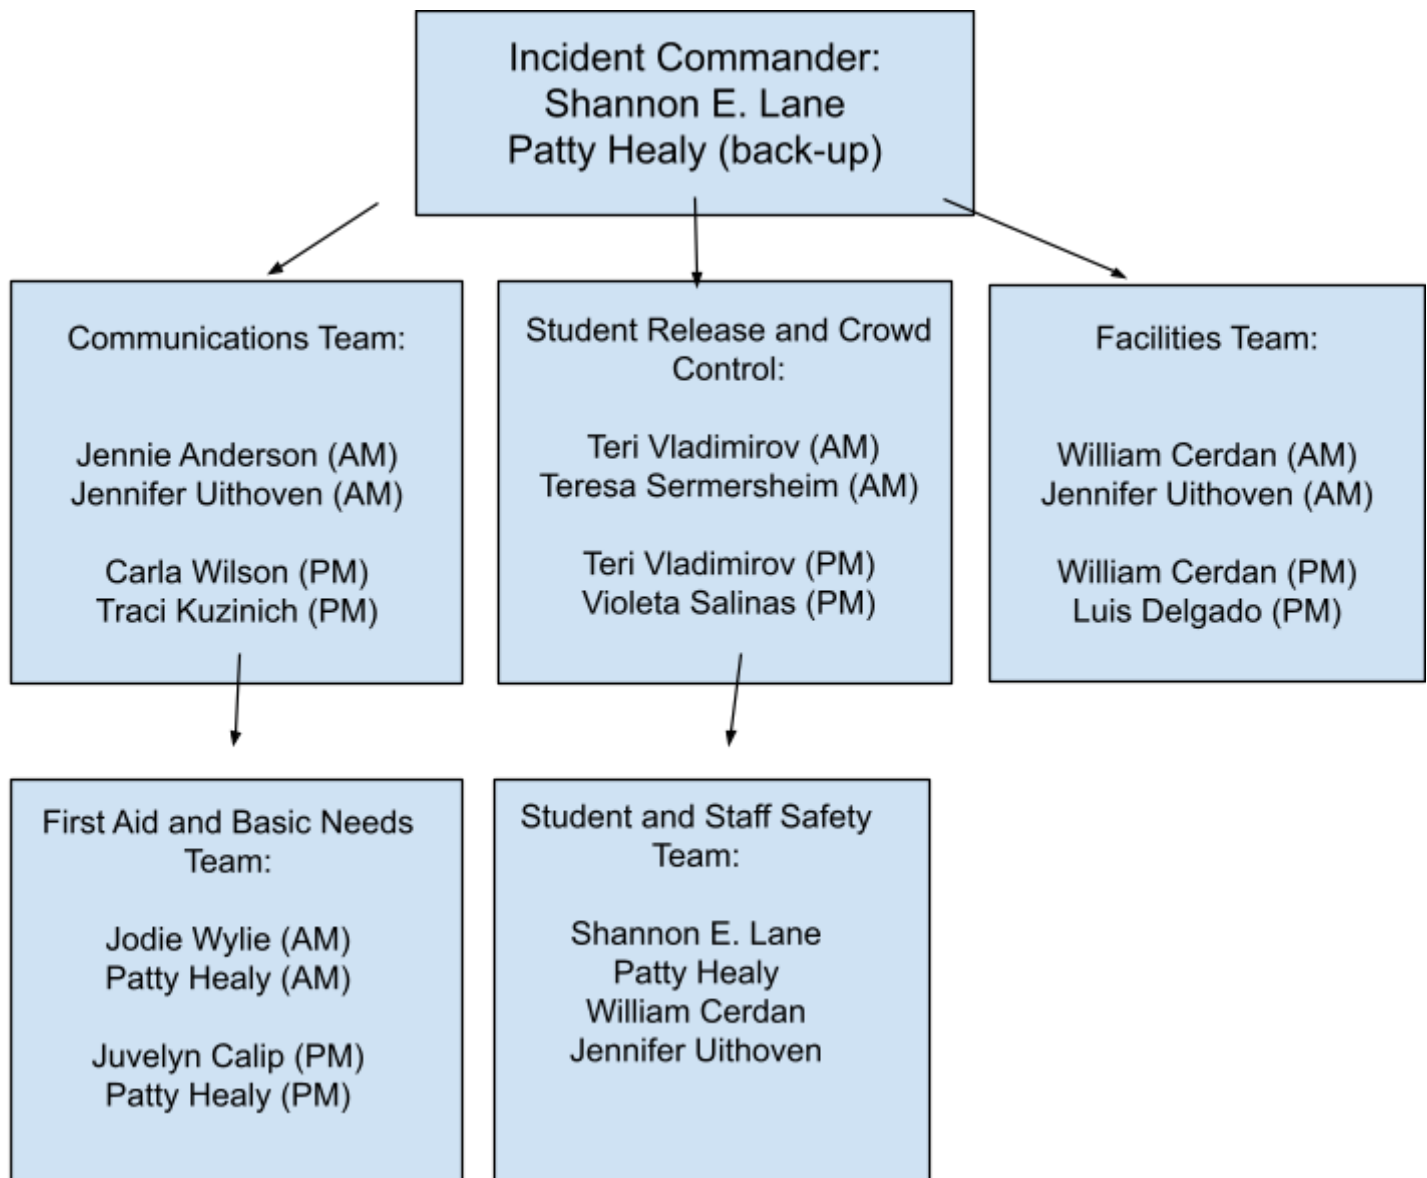 Incident Commander:
Shannon E. Lane
Patty Healy (back-up)
Communications Team:
Jennie Anderson (AM)
Jennifer Uithoven (AM)
Carla Wilson (PM)
Traci Kuzinich (PM)
Student Release and Crowd
Control:
Teri Vladimirov (AM)
Teresa Sermersheim (AM)
Teri Vladimirov (PM)
Violeta Salinas (PM)
Facilities Team:
William Cerdan (AM)
Jennifer Uithoven (AM)
William Cerdan (PM)
Luis Delgado (PM)
First Aid and Basic Needs
Team:
Jodie Wylie (AM)
Patty Healy (AM)
Juvelyn Calip (PM)
Patty Healy (PM)
Student and Staff Safety
Team:
Shannon E. Lane
Patty Healy
William Cerdan
Jennifer Uithoven